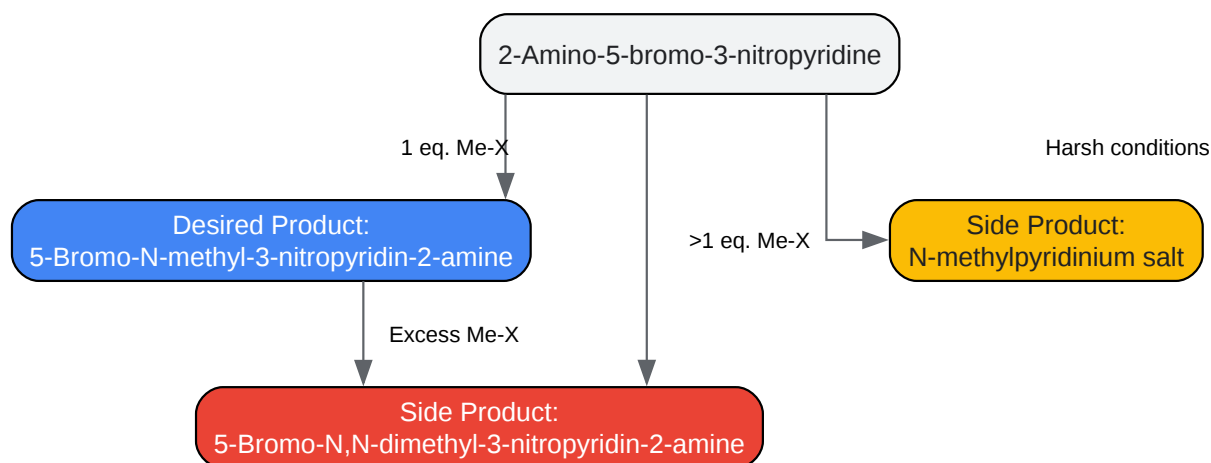 2-Amino-5-bromo-3-nitropyridine
1 eq. Me-X
Harsh conditions
Desired Product:
5-Bromo-N-methyl-3-nitropyridin-2-amine
>1 eq. Me-X
Side Product:
N-methylpyridinium salt
Excess Me-X
Side Product:
5-Bromo-N,N-dimethyl-3-nitropyridin-2-amine